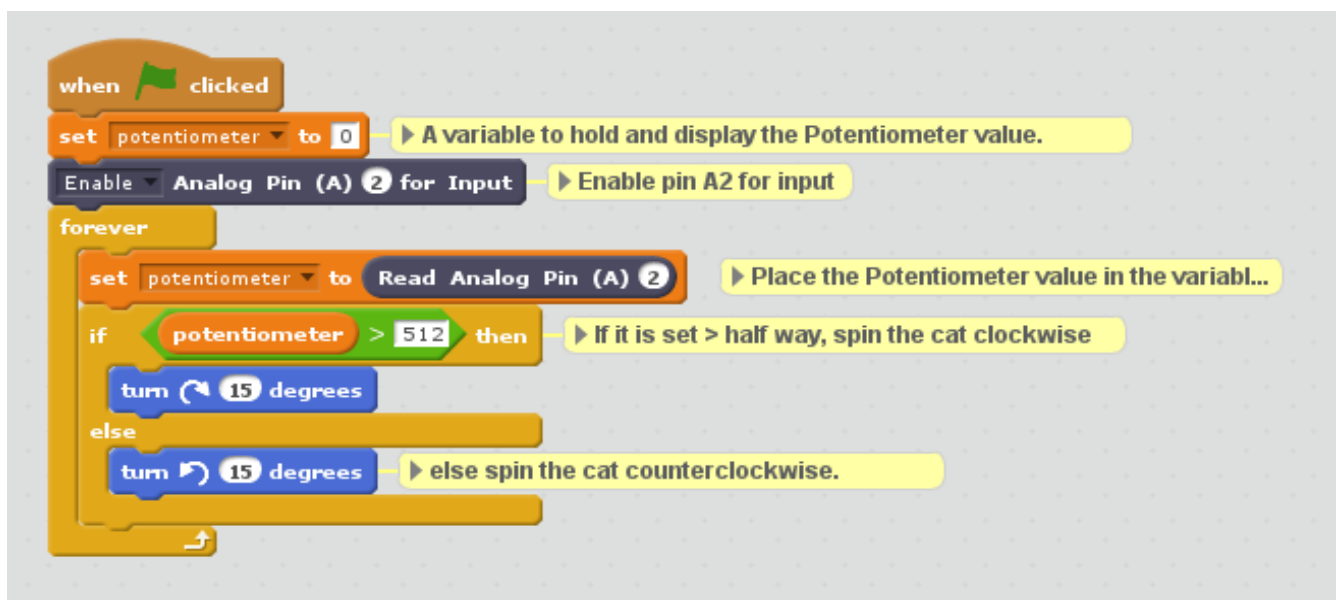 when clicked
set potentiometer to 0 A variable to hold and display the Potentiometer value.
Enable Analog Pin (A) 2 for Input Enable pin A2 for input
forever
set potentiometer to Read Analog Pin (A) 2 Place the Potentiometer value in the variabl...
if potentiometer > 512 then If it is set > half way, spin the cat clockwise
turn 15 degrees
else
turn 15 degrees else spin the cat counterclockwise.